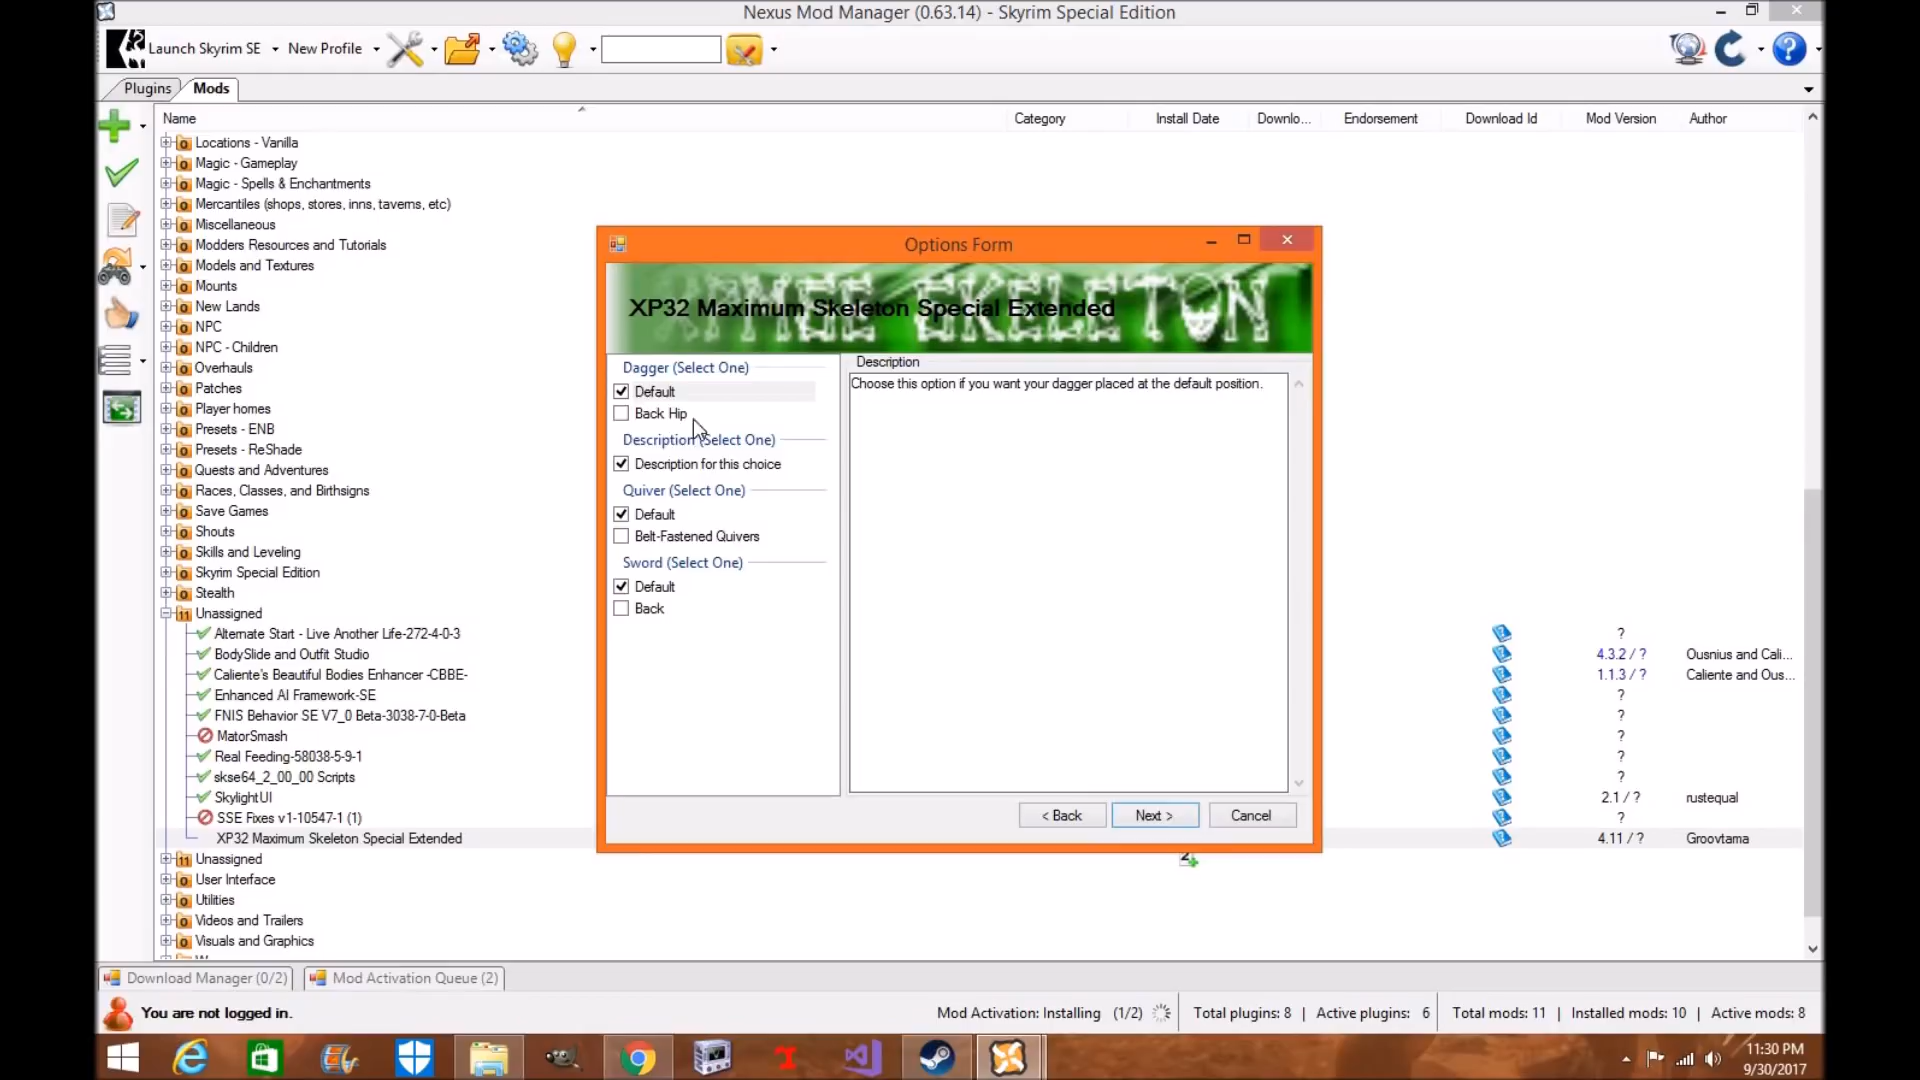 Nexus Mod Manager (0.63.14) - Skyrim Special Edition
Launch Skyrim SE New Profile
Plugins Mods
Name Category Install Date Downlo... Endorsement Download Id Mod Version Author
Locations - Vanilla
Magic - Gameplay
Magic - Spells & Enchantments
Mercantiles (shops, stores, inns, taverns, etc)
Miscellaneous
Modders Resources and Tutorials
Models and Textures
Mounts
New Lands
NPC
NPC - Children
Overhauls
Patches
Player homes
Presets - ENB
Presets - ReShade
Quests and Adventures
Races, Classes, and Birthsigns
Save Games
Shouts
Skills and Leveling
Skyrim Special Edition
Stealth
Unassigned
Alternate Start - Live Another Life-272-4-0-3 ?
BodySlide and Outfit Studio 4.3.2 / ? Ousnius and Cali...
Caliente's Beautiful Bodies Enhancer -CBBE- 1.1.3 / ? Caliente and Ous...
Enhanced AI Framework-SE ?
FNIS Behavior SE V7_0 Beta-3038-7-0-Beta ?
MatorSmash ?
Real Feeding-58038-5-9-1 ?
skse64_2_00_00 Scripts ?
SkylightUI 2.1 / ? rustequal
SSE Fixes v1-10547-1 (1) ?
XP32 Maximum Skeleton Special Extended 4.11 / ? Groovtama
Unassigned
User Interface
Utilities
Videos and Trailers
Visuals and Graphics
Options Form
XP32 Maximum Skeleton Special Extended
SKELETON
Dagger (Select One)
Default
Back Hip
Description (Select One)
Description for this choice
Quiver (Select One)
Default
Belt-Fastened Quivers
Sword (Select One)
Default
Back
Description
Choose this option if you want your dagger placed at the default position.
< Back Next > Cancel
Download Manager (0/2) Mod Activation Queue (2)
You are not logged in. Mod Activation: Installing (1/2) Total plugins: 8 | Active plugins: 6 Total mods: 11 | Installed mods: 10 | Active mods: 8
11:30 PM
9/30/2017